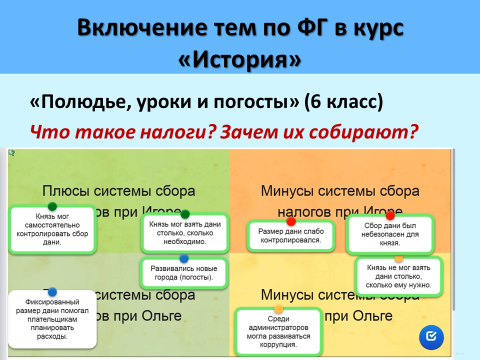 Включение тем по ФГ в курс
«История»
«Полюдье, уроки и погосты» (6 класс)
Что такое налоги? Зачем их собирают?
Плюсы системы сбора
налогов при Игоре
Минусы системы сбора
налогов при Игоре
Князь мог
самостоятельно
контролировать сбор
дани.
Князь мог взять дани
столько, сколько
необходимо.
Размер дани слабо
контролировался.
Сбор дани был
небезопасен для
князя.
Развивались новые
города (погосты).
Князь не мог взять
дани столько,
сколько ему нужно.
системы сбора
налогов при Ольге
Минусы системы сбора
при Ольге
Фиксированный
размер дани помогал
плательщикам
планировать
расходы.
Среди
администраторов
могла развиваться
коррупция.